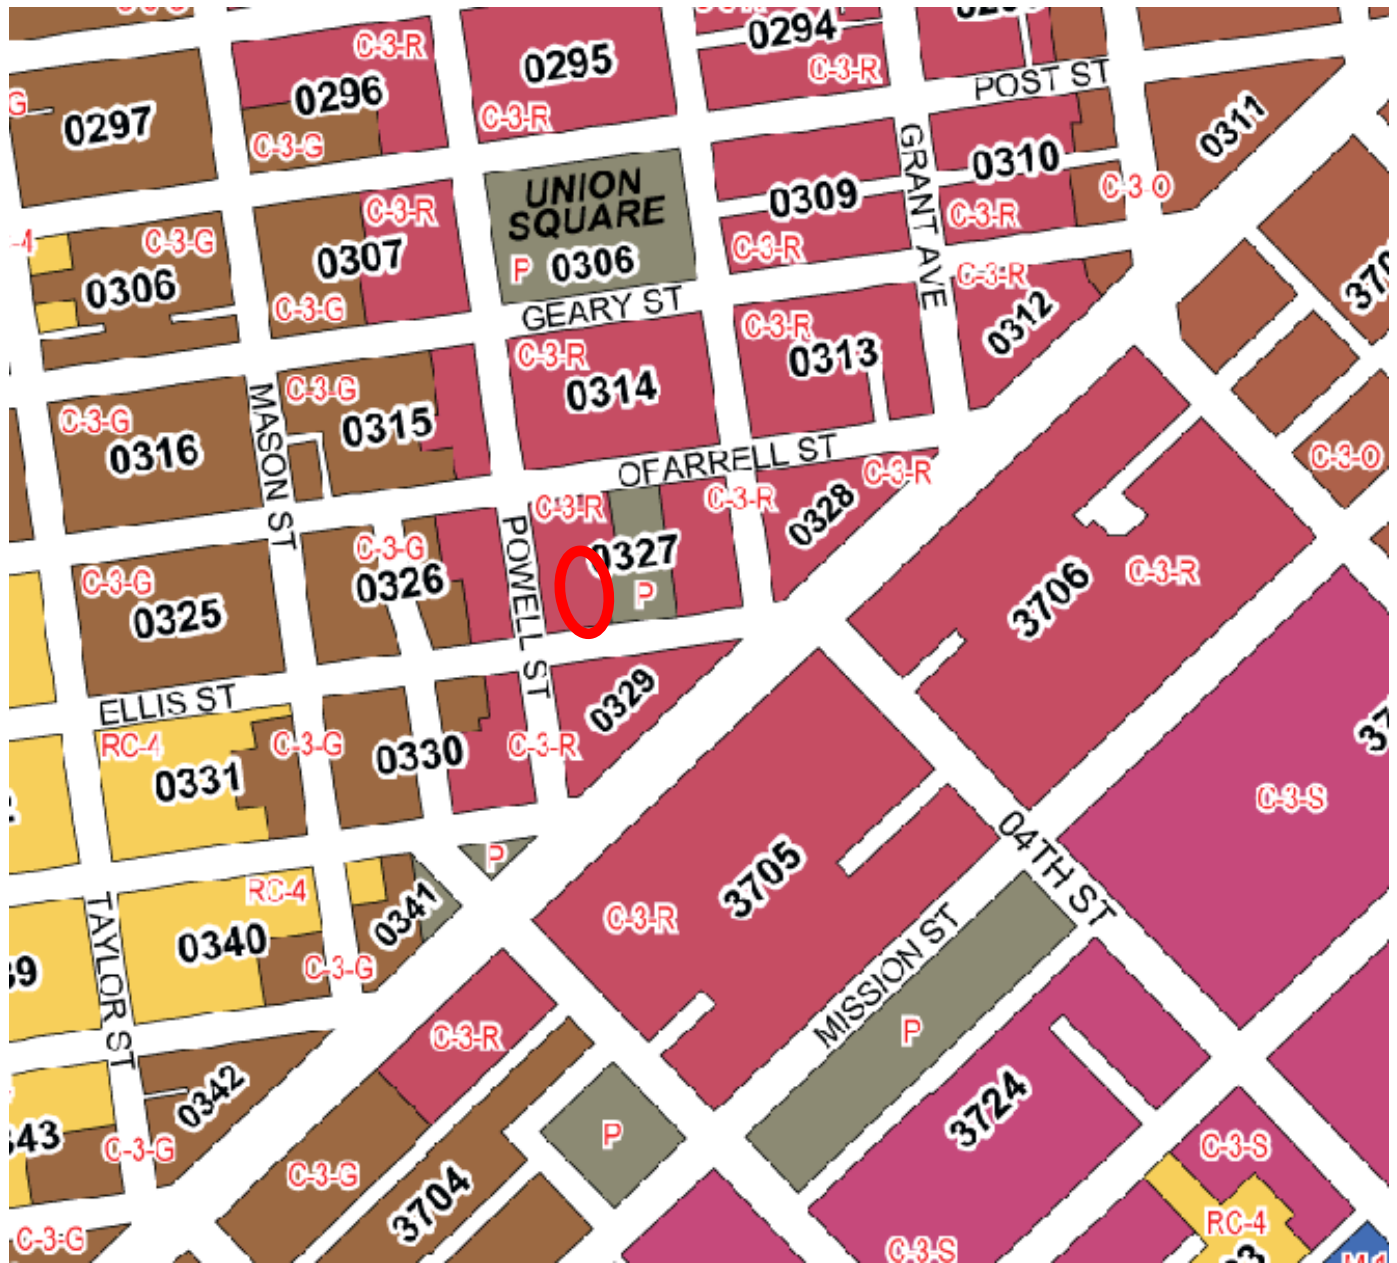 C-3-R
0294
C-3-R
0295
C-3-R
POST ST
C-3-R
0296
C-3-G
0297
0311
GRANT AVE
0310
C-3-O
C-3-R
0309
C-3-R
UNION
SQUARE
P 0306
C-3-R
0307
C-3-G
C-3-G
0306
GEARY ST
C-3-R
0312
C-3-R
0313
C-3-R
0314
C-3-G
0315
MASON ST
C-3-G
0316
OFARRELL ST
C-3-O
C-3-R
C-3-R
0328
C-3-R
0327
P
POWELL ST
C-3-G
0326
C-3-G
0325
3706
C-3-R
ELLIS ST
0329
C-3-R
RC-4
0331
C-3-G
0330
C-3-S
P
04TH ST
3705
C-3-R
RC-4
0340
0341
C-3-G
TAYLOR ST
MISSION ST
P
C-3-R
0342
C-3-G
3724
P
C-3-G
3704
C-3-S
RC-4
C-3-G
C-3-S